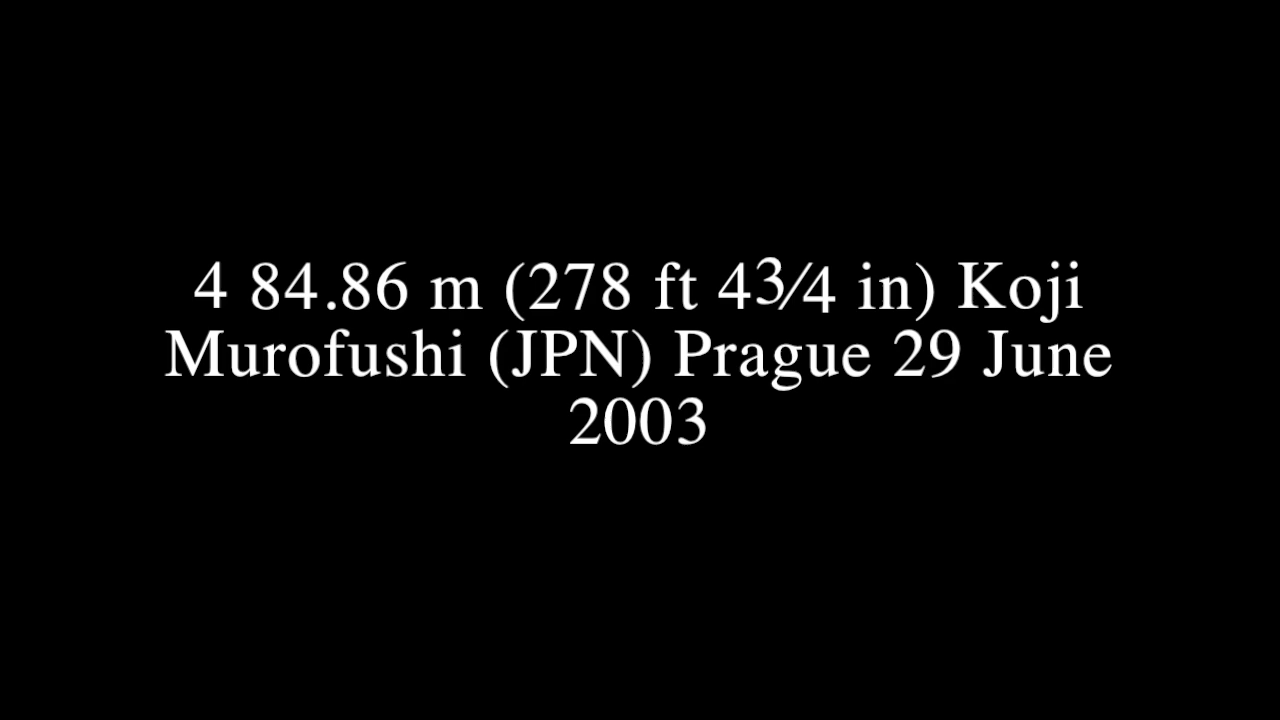 4 84.86 m (278 ft 43⁄4 in) Koji
Murofushi (JPN) Prague 29 June
2003